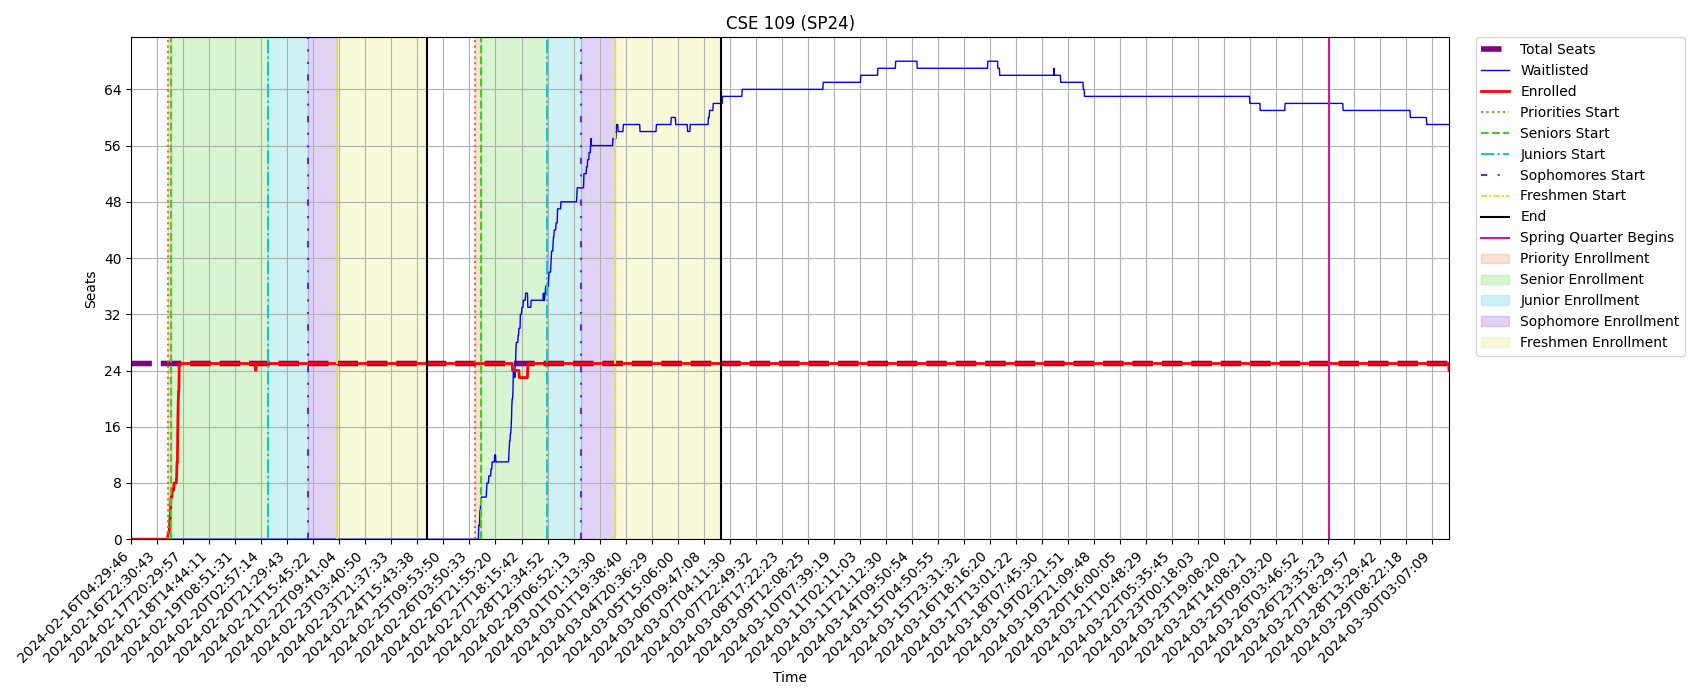 CSE 109 (SP24)
Seats
64
56
48
40
32
24
16
8
0
2024-02-16T04:29:46
2024-02-16T22:30:43
2024-02-17T20:29:57
2024-02-18T14:44:11
2024-02-19T08:51:31
2024-02-20T02:57:14
2024-02-20T21:29:43
2024-02-21T15:45:22
2024-02-22T09:41:04
2024-02-23T03:40:50
2024-02-23T21:37:33
2024-02-24T15:43:38
2024-02-25T09:53:50
2024-02-26T03:50:33
2024-02-26T21:55:20
2024-02-27T18:15:42
2024-02-28T12:34:52
2024-02-29T06:52:13
2024-03-01T01:13:30
2024-03-01T19:38:40
2024-03-04T20:36:29
2024-03-05T15:06:00
2024-03-06T09:47:08
2024-03-07T04:11:30
2024-03-07T22:49:32
2024-03-09T17:22:23
2024-03-09T12:08:25
2024-03-10T07:39:19
2024-03-11T02:11:03
2024-03-11T21:12:30
2024-03-14T09:50:54
2024-03-15T04:50:55
2024-03-15T23:31:32
2024-03-16T18:16:20
2024-03-17T13:01:22
2024-03-18T07:45:30
2024-03-19T02:21:51
2024-03-19T21:09:48
2024-03-20T16:00:05
2024-03-21T10:48:29
2024-03-22T05:35:45
2024-03-23T00:18:03
2024-03-23T19:08:20
2024-03-24T14:08:21
2024-03-25T09:03:20
2024-03-26T03:46:52
2024-03-26T23:35:23
2024-03-27T18:29:57
2024-03-28T13:29:42
2024-03-29T08:22:18
2024-03-30T03:07:09
Time
Total Seats
Waitlisted
Enrolled
Priorities Start
Seniors Start
Juniors Start
Sophomores Start
Freshmen Start
End
Spring Quarter Begins
Priority Enrollment
Senior Enrollment
Junior Enrollment
Sophomore Enrollment
Freshmen Enrollment